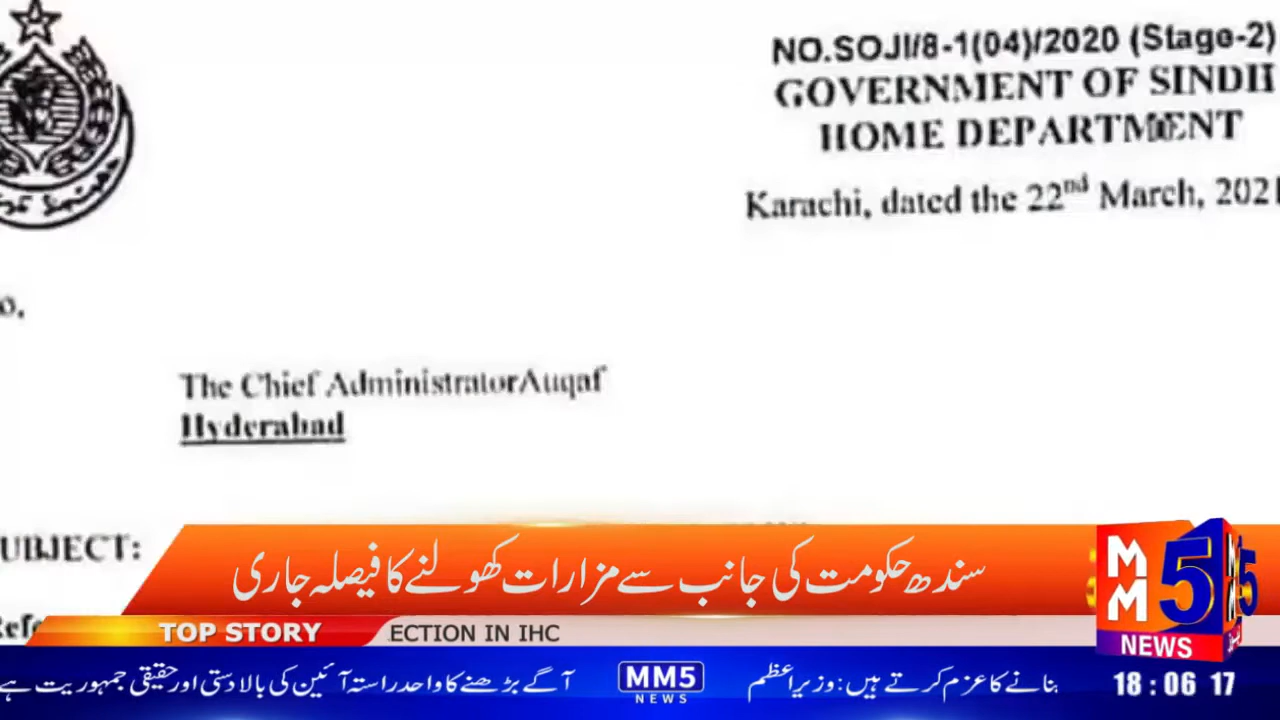 NO.SOJI/8-1(04)/2020 (Stage-2)
GOVERNMENT OF SINDH
HOME DEPARTMENT
Karachi, dated the 22nd March, 2021
o,
The Chief AdministratorAuqaf
Hyderabad
UBJECT:
سندھ حکومت کی جانب سے مزارات کھولنے کا فیصلہ جاری
MM 5
NEWS
TOP STORY
ECTION IN IHC
بنانے کا عزم کرتے ہیں: وزیراعظم
MM5
NEWS
آگے بڑھنے کا واحد راستہ آئین کی بالادستی اور حقیقی جمہوریت ہے
18 : 06 17